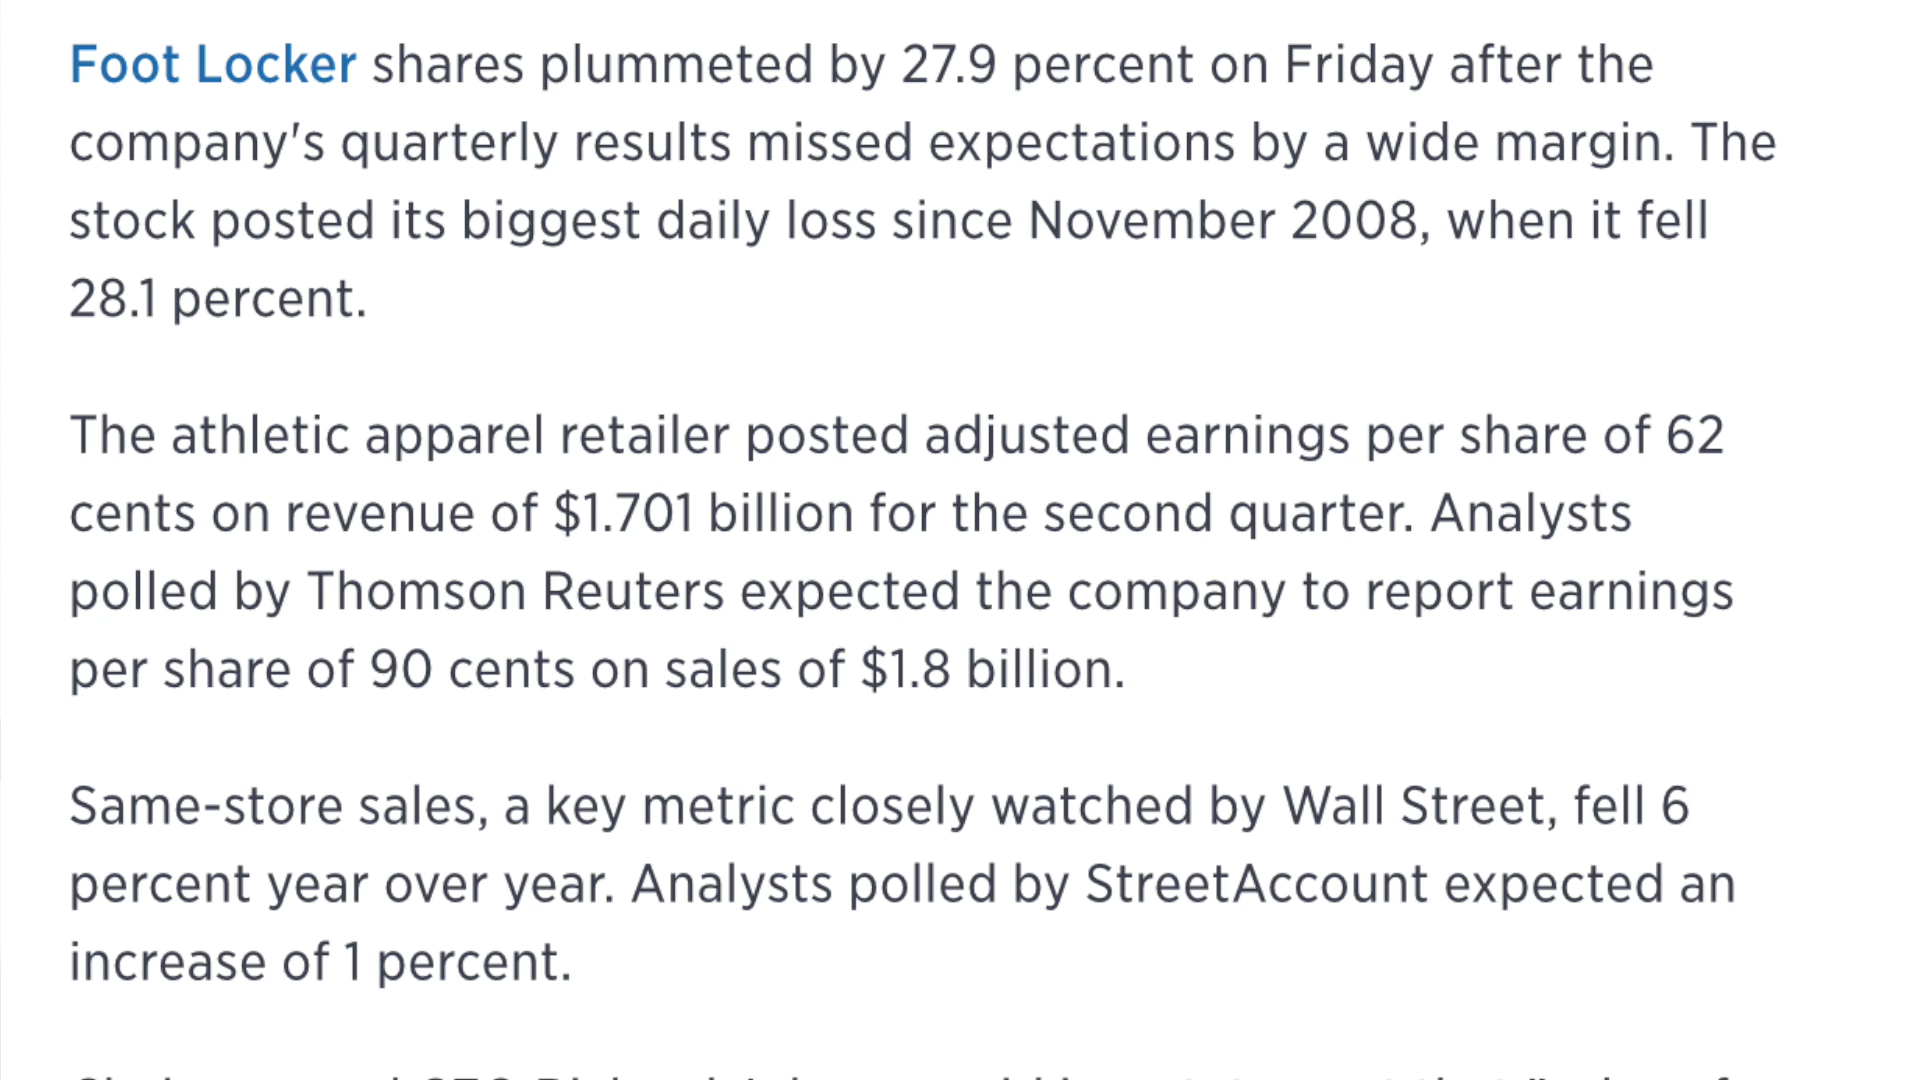 Foot Locker shares plummeted by 27.9 percent on Friday after the
company's quarterly results missed expectations by a wide margin. The
stock posted its biggest daily loss since November 2008, when it fell
28.1 percent.
The athletic apparel retailer posted adjusted earnings per share of 62
cents on revenue of $1.701 billion for the second quarter. Analysts
polled by Thomson Reuters expected the company to report earnings
per share of 90 cents on sales of $1.8 billion.
Same-store sales, a key metric closely watched by Wall Street, fell 6
percent year over year. Analysts polled by StreetAccount expected an
increase of 1 percent.